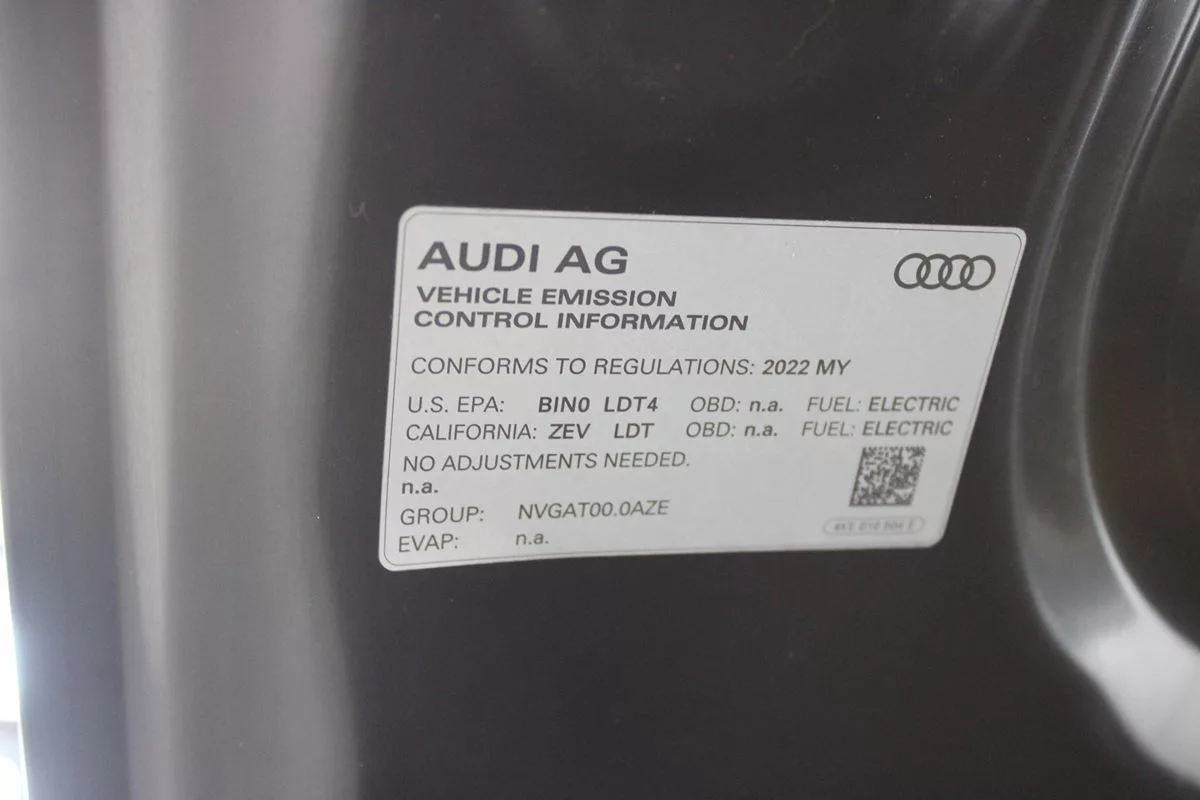 AUDI AG
VEHICLE EMISSION
CONTROL INFORMATION
CONFORMS TO REGULATIONS: 2022 MY
U.S. EPA: BIN0 LDT4 OBD: n.a. FUEL: ELECTRIC
CALIFORNIA: ZEV LDT OBD: n.a. FUEL: ELECTRIC
NO ADJUSTMENTS NEEDED.
n.a.
GROUP: NVGAT00.0AZE
EVAP: n.a.